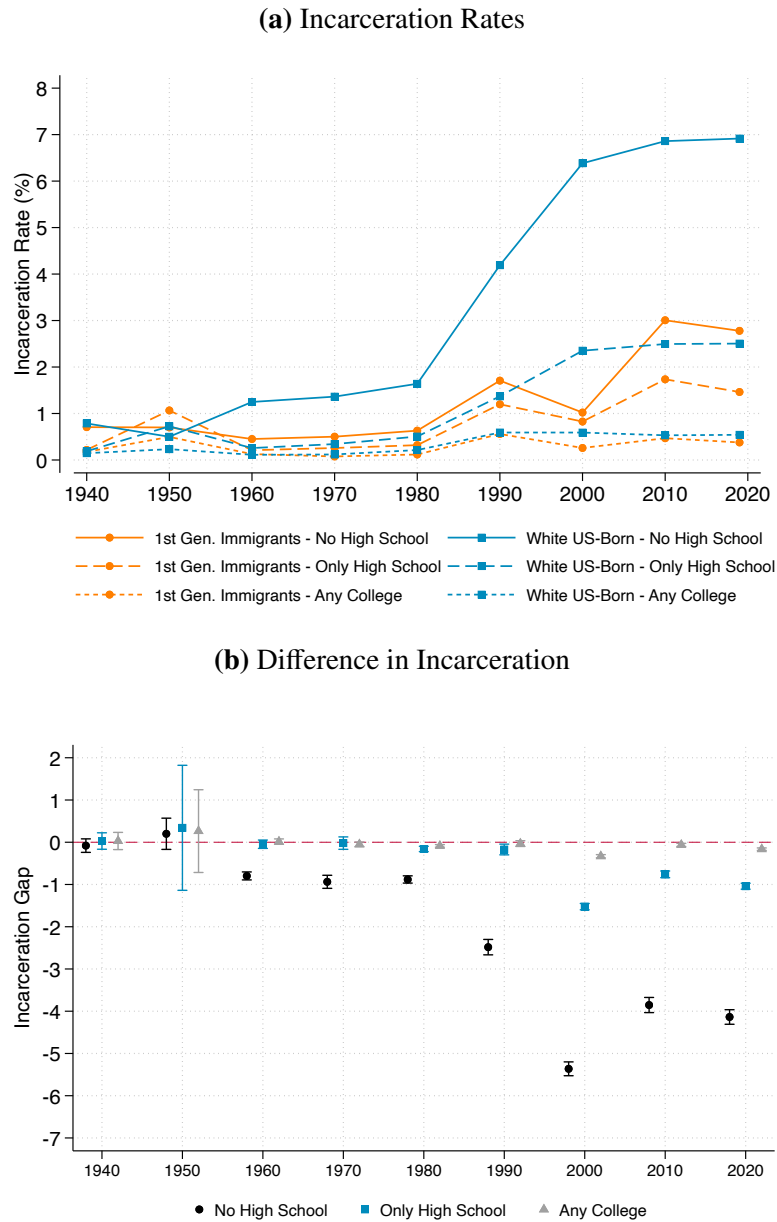 (a) Incarceration Rates
8
7
6
5
4
3
2
1
0
Incarceration Rate (%)
1940 1950 1960 1970 1980 1990 2000 2010 2020
1st Gen. Immigrants - No High School White US-Born - No High School
1st Gen. Immigrants - Only High School White US-Born - Only High School
1st Gen. Immigrants - Any College White US-Born - Any College
(b) Difference in Incarceration
2
1
0
-1
-2
-3
-4
-5
-6
-7
Incarceration Gap
1940 1950 1960 1970 1980 1990 2000 2010 2020
No High School Only High School Any College